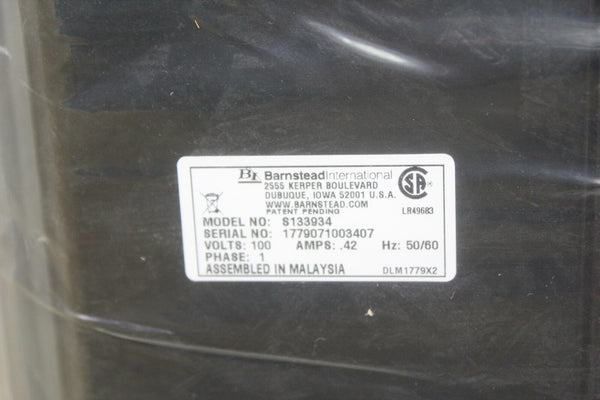 BI BarnsteadInternational
2555 KERPER BOULEVARD
DUBUQUE, IOWA 52001 U.S.A.
WWW.BARNSTEAD.COM
PATENT PENDING
SA
LR49683
MODEL NO: S133934
SERIAL NO: 1779071003407
VOLTS: 100 AMPS: .42 Hz: 50/60
PHASE: 1
ASSEMBLED IN MALAYSIA DLM1779X2